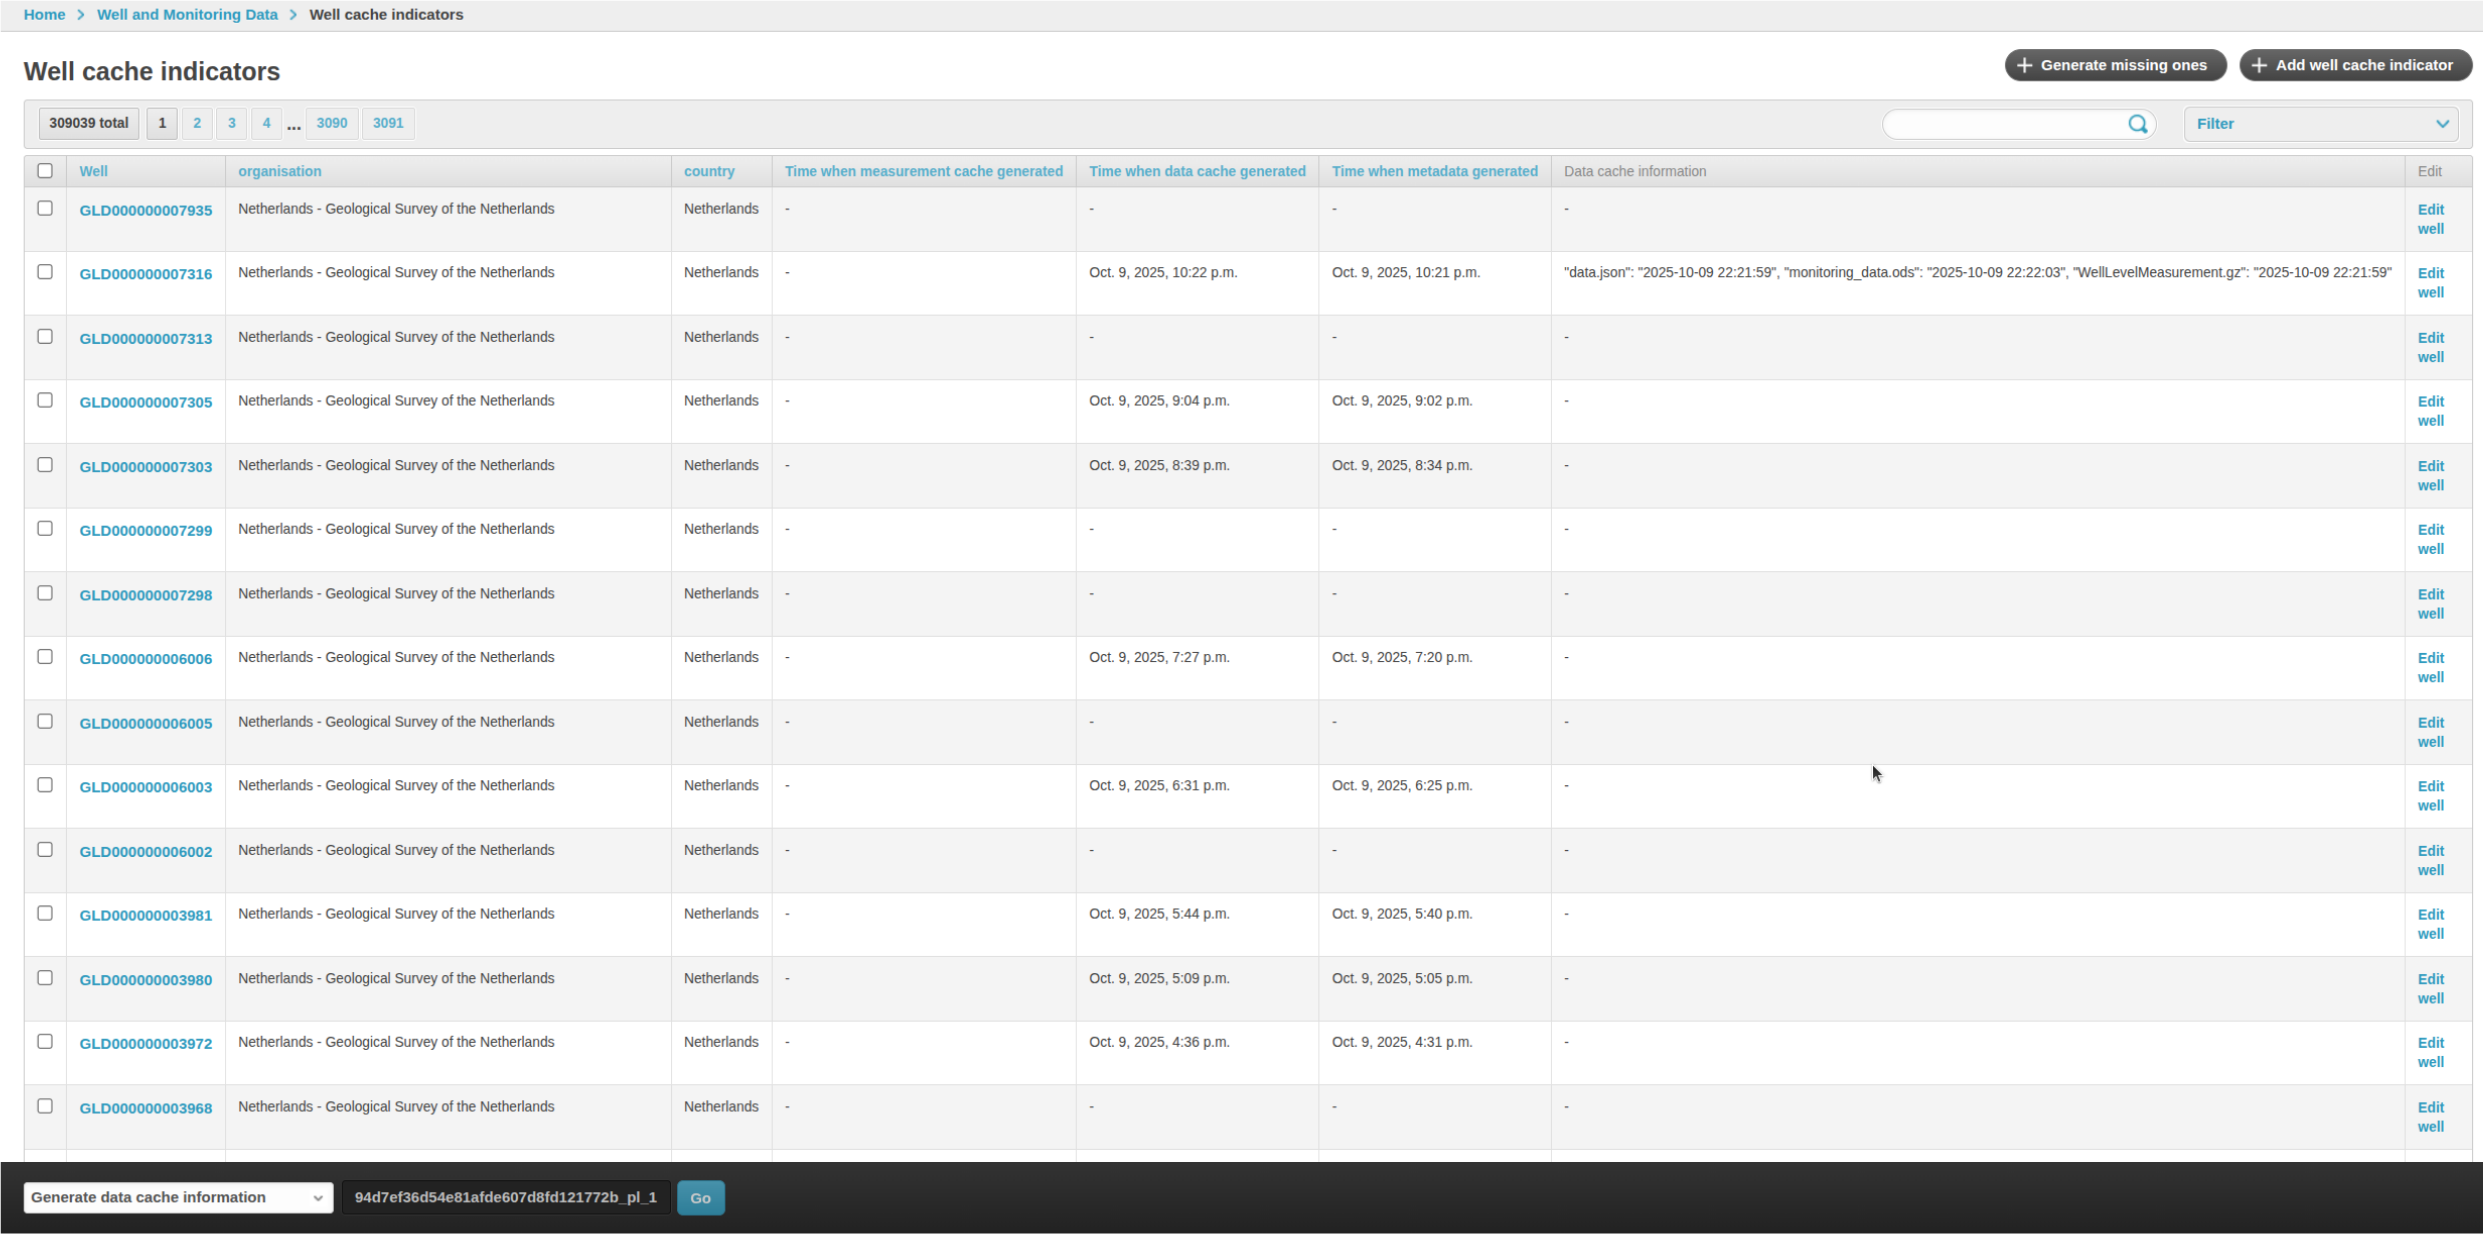 Home > Well and Monitoring Data > Well cache indicators
Well cache indicators
Generate missing ones
Add well cache indicator
309039 total 1 2 3 4 ... 3090 3091
Filter
Well organisation country Time when measurement cache generated Time when data cache generated Time when metadata generated Data cache information Edit
GLD000000007935 Netherlands - Geological Survey of the Netherlands Netherlands - - - - Edit well
GLD000000007316 Netherlands - Geological Survey of the Netherlands Netherlands - Oct. 9, 2025, 10:22 p.m. Oct. 9, 2025, 10:21 p.m. "data.json": "2025-10-09 22:21:59", "monitoring_data.ods": "2025-10-09 22:22:03", "WellLevelMeasurement.gz": "2025-10-09 22:21:59" Edit well
GLD000000007313 Netherlands - Geological Survey of the Netherlands Netherlands - - - - Edit well
GLD000000007305 Netherlands - Geological Survey of the Netherlands Netherlands - Oct. 9, 2025, 9:04 p.m. Oct. 9, 2025, 9:02 p.m. - Edit well
GLD000000007303 Netherlands - Geological Survey of the Netherlands Netherlands - Oct. 9, 2025, 8:39 p.m. Oct. 9, 2025, 8:34 p.m. - Edit well
GLD000000007299 Netherlands - Geological Survey of the Netherlands Netherlands - - - - Edit well
GLD000000007298 Netherlands - Geological Survey of the Netherlands Netherlands - - - - Edit well
GLD000000006006 Netherlands - Geological Survey of the Netherlands Netherlands - Oct. 9, 2025, 7:27 p.m. Oct. 9, 2025, 7:20 p.m. - Edit well
GLD000000006005 Netherlands - Geological Survey of the Netherlands Netherlands - - - - Edit well
GLD000000006003 Netherlands - Geological Survey of the Netherlands Netherlands - Oct. 9, 2025, 6:31 p.m. Oct. 9, 2025, 6:25 p.m. - Edit well
GLD000000006002 Netherlands - Geological Survey of the Netherlands Netherlands - - - - Edit well
GLD000000003981 Netherlands - Geological Survey of the Netherlands Netherlands - Oct. 9, 2025, 5:44 p.m. Oct. 9, 2025, 5:40 p.m. - Edit well
GLD000000003980 Netherlands - Geological Survey of the Netherlands Netherlands - Oct. 9, 2025, 5:09 p.m. Oct. 9, 2025, 5:05 p.m. - Edit well
GLD000000003972 Netherlands - Geological Survey of the Netherlands Netherlands - Oct. 9, 2025, 4:36 p.m. Oct. 9, 2025, 4:31 p.m. - Edit well
GLD000000003968 Netherlands - Geological Survey of the Netherlands Netherlands - - - - Edit well
Generate data cache information 94d7ef36d54e81afde607d8fd121772b_pl_1 Go